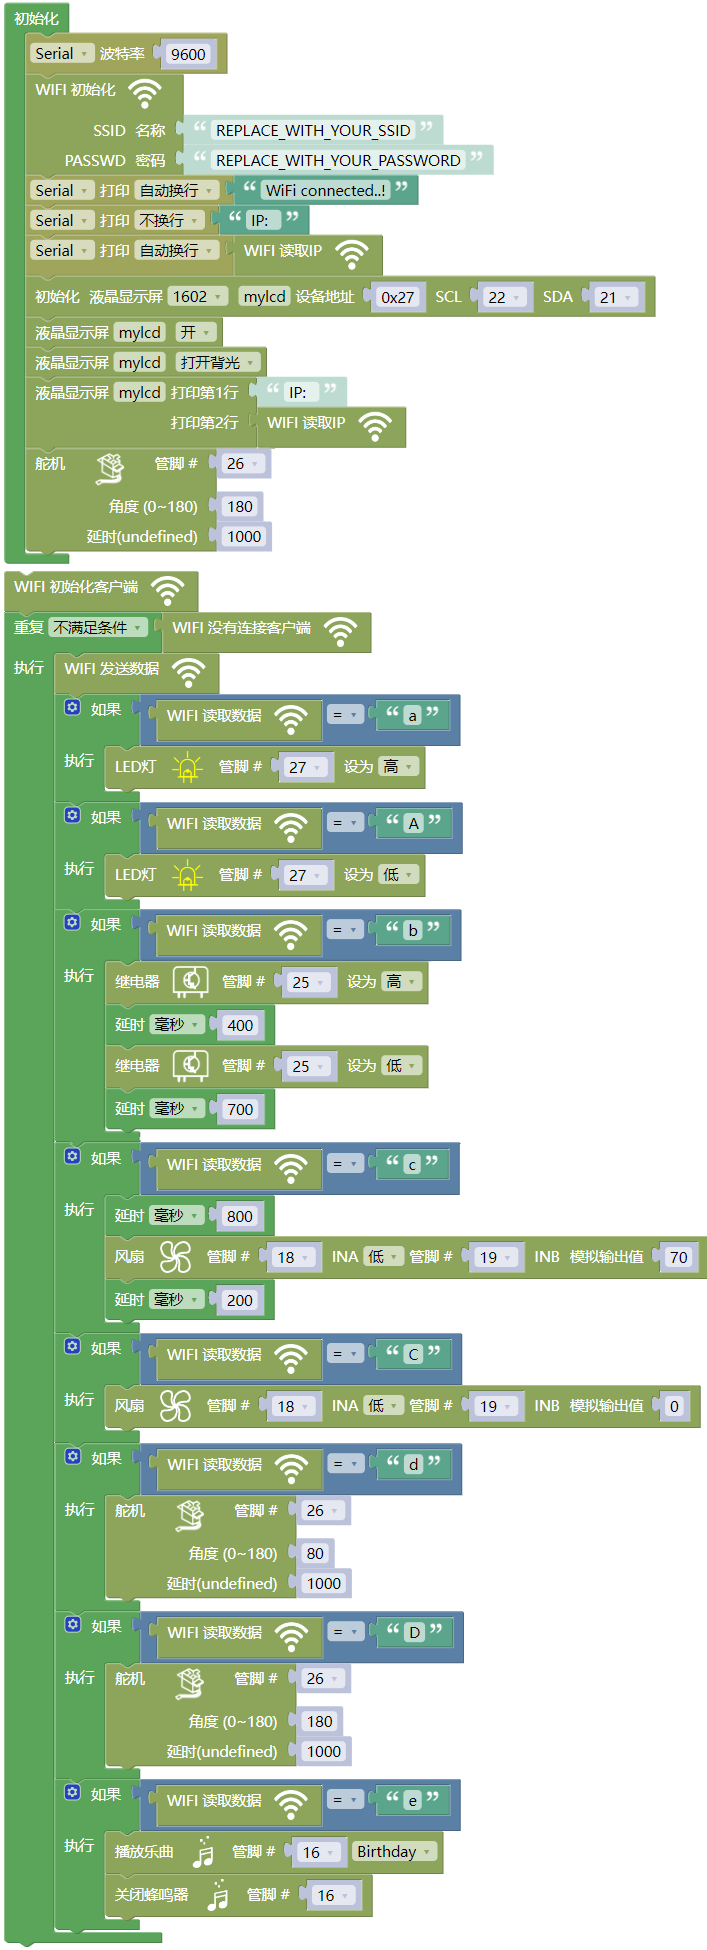 初始化
Serial 波特率 9600
WIFI 初始化
SSID 名称 “ REPLACE_WITH_YOUR_SSID ”
PASSWD 密码 “ REPLACE_WITH_YOUR_PASSWORD ”
Serial 打印 自动换行 “ WiFi connected..! ”
Serial 打印 不换行 “ IP: ”
Serial 打印 自动换行 WIFI 读取IP
初始化 液晶显示屏 1602 mylcd 设备地址 0x27 SCL 22 SDA 21
液晶显示屏 mylcd 开
液晶显示屏 mylcd 打开背光
液晶显示屏 mylcd 打印第1行 “ IP: ”
打印第2行 WIFI 读取IP
舵机 管脚 # 26
角度 (0~180) 180
延时(undefined) 1000
WIFI 初始化客户端
重复 不满足条件 WIFI 没有连接客户端
执行 WIFI 发送数据
如果 WIFI 读取数据 = “ a ”
执行 LED灯 管脚 # 27 设为 高
如果 WIFI 读取数据 = “ A ”
执行 LED灯 管脚 # 27 设为 低
如果 WIFI 读取数据 = “ b ”
执行 继电器 管脚 # 25 设为 高
延时 毫秒 400
继电器 管脚 # 25 设为 低
延时 毫秒 700
如果 WIFI 读取数据 = “ c ”
执行 延时 毫秒 800
风扇 管脚 # 18 INA 低 管脚 # 19 INB 模拟输出值 70
延时 毫秒 200
如果 WIFI 读取数据 = “ C ”
执行 风扇 管脚 # 18 INA 低 管脚 # 19 INB 模拟输出值 0
如果 WIFI 读取数据 = “ d ”
执行 舵机 管脚 # 26
角度 (0~180) 80
延时(undefined) 1000
如果 WIFI 读取数据 = “ D ”
执行 舵机 管脚 # 26
角度 (0~180) 180
延时(undefined) 1000
如果 WIFI 读取数据 = “ e ”
执行 播放乐曲 管脚 # 16 Birthday
关闭蜂鸣器 管脚 # 16